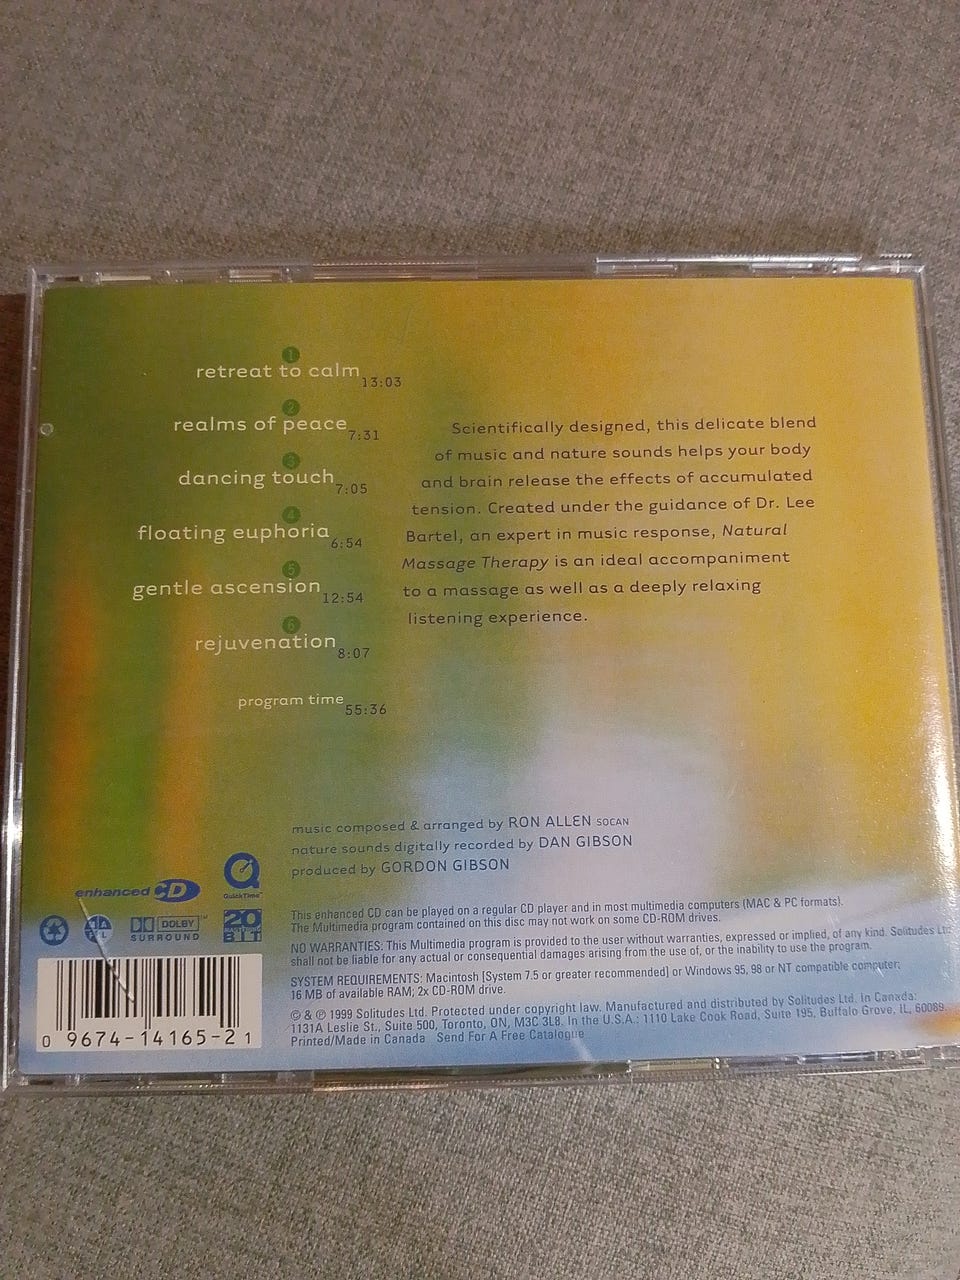 1
retreat to calm 13:03
2
realms of peace 7:31
3
dancing touch 7:05
4
floating euphoria 6:54
5
gentle ascension 12:54
6
rejuvenation 8:07
program time 55:36
Scientifically designed, this delicate blend
of music and nature sounds helps your body
and brain release the effects of accumulated
tension. Created under the guidance of Dr. Lee
Bartel, an expert in music response, Natural
Massage Therapy is an ideal accompaniment
to a massage as well as a deeply relaxing
listening experience.
music composed & arranged by RON ALLEN SOCAN
nature sounds digitally recorded by DAN GIBSON
produced by GORDON GIBSON
enhanced CD
QuickTime™
DOLBY™
SURROUND
20
MASTERING
BIT
This enhanced CD can be played on a regular CD player and in most multimedia computers (MAC & PC formats).
The Multimedia program contained on this disc may not work on some CD-ROM drives.
NO WARRANTIES: This Multimedia program is provided to the user without warranties, expressed or implied, of any kind. Solitudes Ltd.
shall not be liable for any actual or consequential damages arising from the use of, or the inability to use the program.
SYSTEM REQUIREMENTS: Macintosh [System 7.5 or greater recommended] or Windows 95, 98 or NT compatible computer;
16 MB of available RAM; 2x CD-ROM drive.
© & ℗ 1999 Solitudes Ltd. Protected under copyright law. Manufactured and distributed by Solitudes Ltd. In Canada:
1131A Leslie St., Suite 500, Toronto, ON, M3C 3L8. In the U.S.A.: 1110 Lake Cook Road, Suite 195, Buffalo Grove, IL, 60089.
Printed/Made in Canada Send For A Free Catalogue
0 9674-14165-2 1